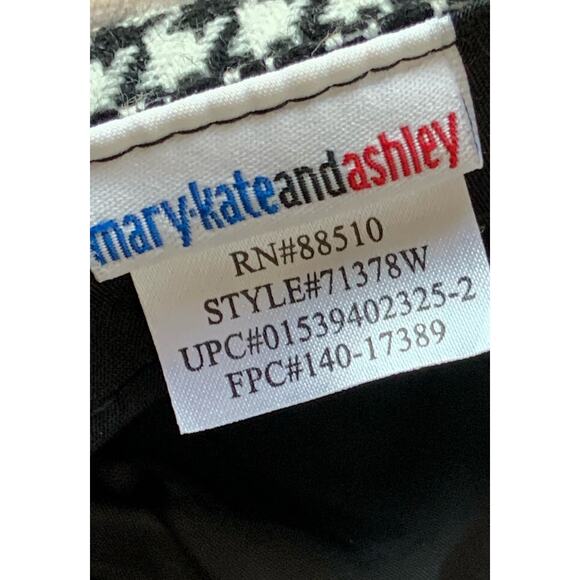 mary-kateandashley
RN#88510
STYLE#71378W
UPC#01539402325-2
FPC#140-17389